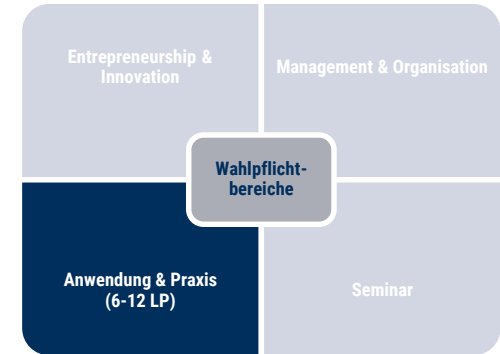 Entrepreneurship &
Innovation
Management & Organisation
Wahlpflicht-
bereiche
Anwendung & Praxis
(6-12 LP)
Seminar